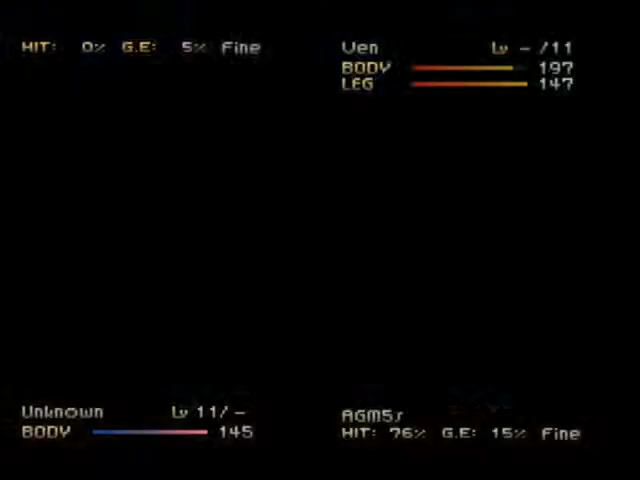 HIT: 0% G.E: 5% Fine
Ven Lv - /11
BODY 197
LEG 147
Unknown Lv 11/ -
BODY 145
AGM5r
HIT: 76% G.E: 15% Fine